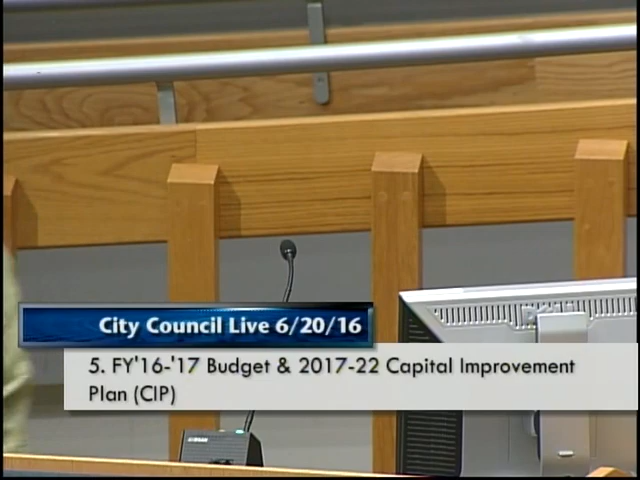 City Council Live 6/20/16
5. FY'16-'17 Budget & 2017-22 Capital Improvement
Plan (CIP)